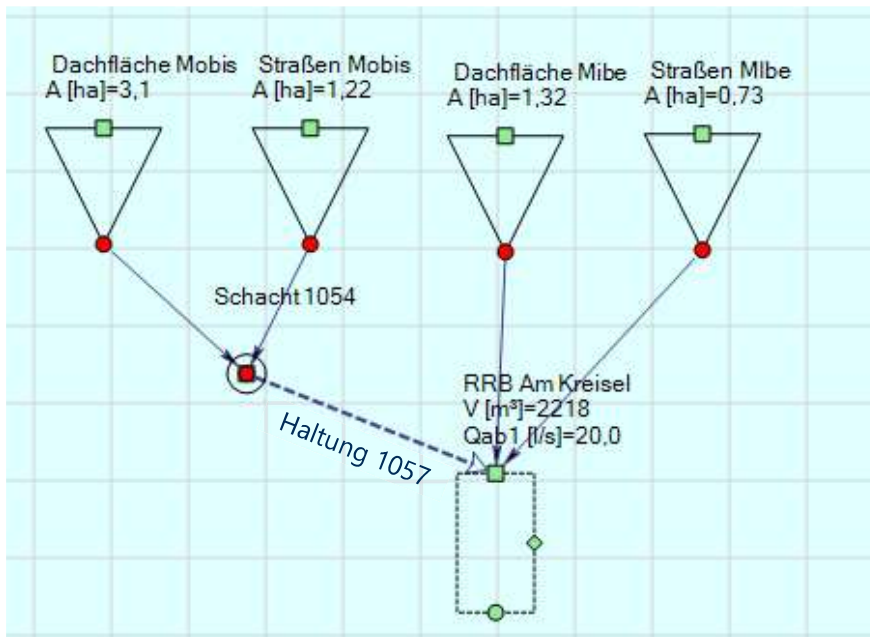 Dachfläche Mobis
A [ha]=3,1
Straßen Mobis
A [ha]=1,22
Dachfläche Mibe
A [ha]=1,32
Straßen MIbe
A [ha]=0,73
Schacht 1054
Haltung 1057
RRB Am Kreisel
V [m³]=2218
Qab1 [l/s]=20,0